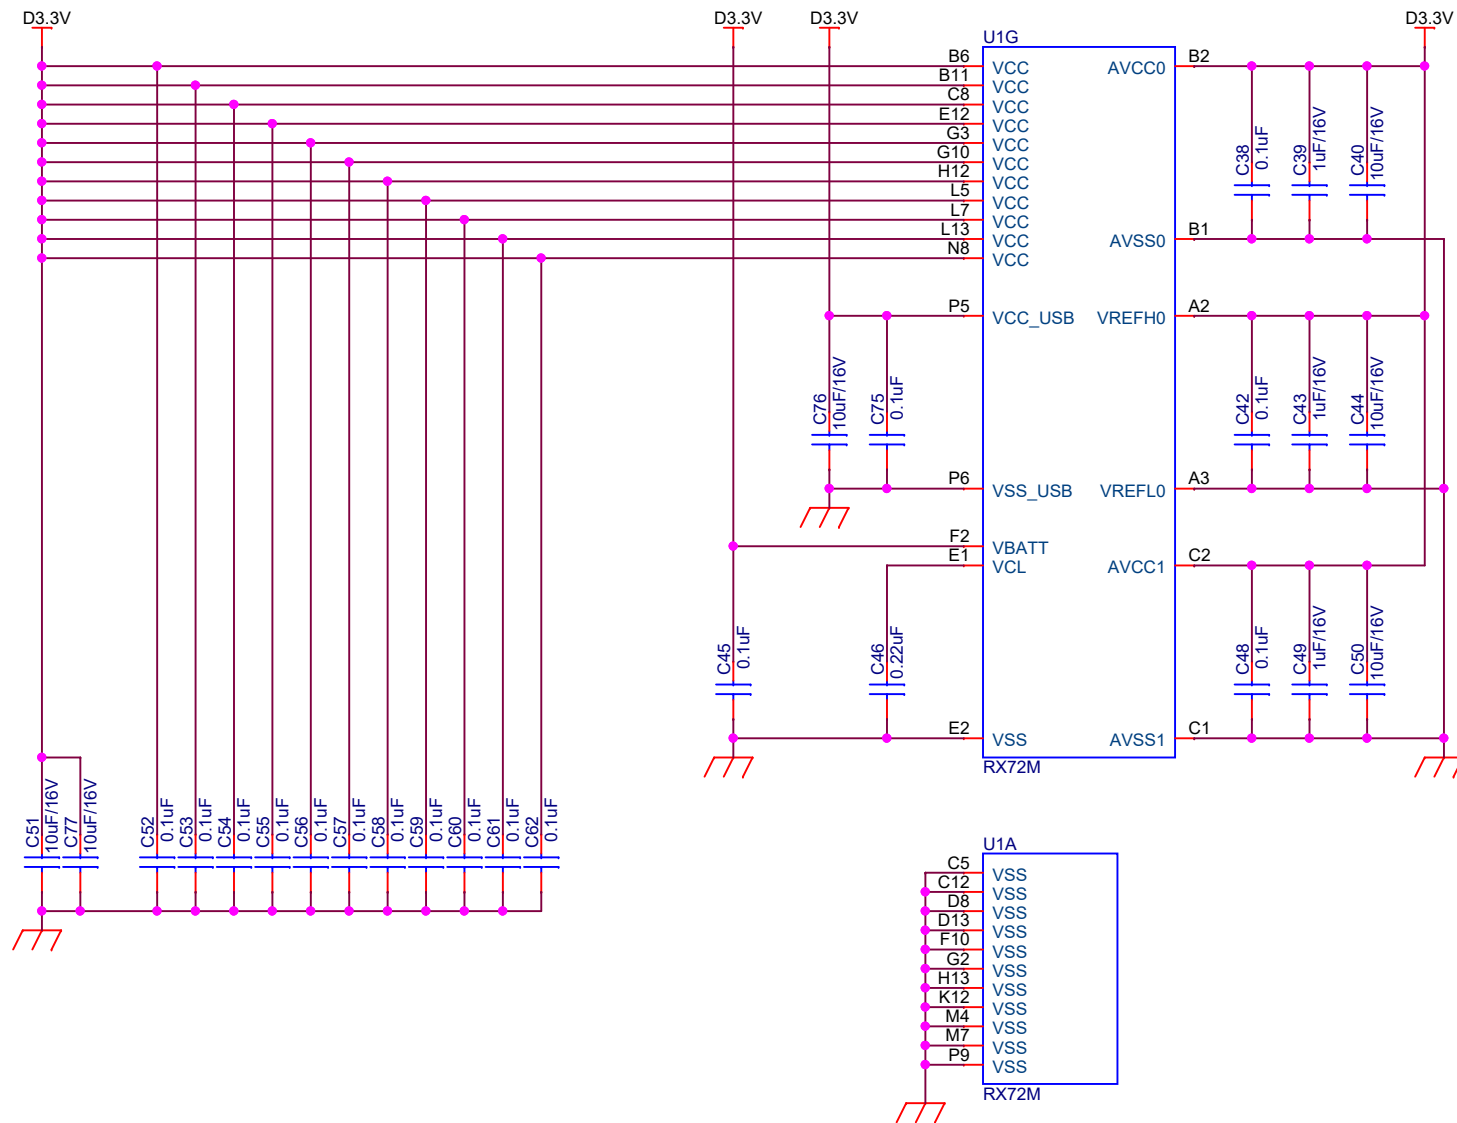 D3.3V
D3.3V
D3.3V
D3.3V
U1G
B6 VCC
B11 VCC
C8 VCC
E12 VCC
G3 VCC
G10 VCC
H12 VCC
L5 VCC
L7 VCC
L13 VCC
N8 VCC
P5 VCC_USB
P6 VSS_USB
F2 VBATT
E1 VCL
E2 VSS
AVCC0 B2
AVSS0 B1
VREFH0 A2
VREFL0 A3
AVCC1 C2
AVSS1 C1
RX72M
C38
0.1uF
C39
1uF/16V
C40
10uF/16V
C76
10uF/16V
C75
0.1uF
C42
0.1uF
C43
1uF/16V
C44
10uF/16V
C45
0.1uF
C46
0.22uF
C48
0.1uF
C49
1uF/16V
C50
10uF/16V
C51
10uF/16V
C77
10uF/16V
C52
0.1uF
C53
0.1uF
C54
0.1uF
C55
0.1uF
C56
0.1uF
C57
0.1uF
C58
0.1uF
C59
0.1uF
C60
0.1uF
C61
0.1uF
C62
0.1uF
U1A
C5 VSS
C12 VSS
D8 VSS
D13 VSS
F10 VSS
G2 VSS
H13 VSS
K12 VSS
M4 VSS
M7 VSS
P9 VSS
RX72M